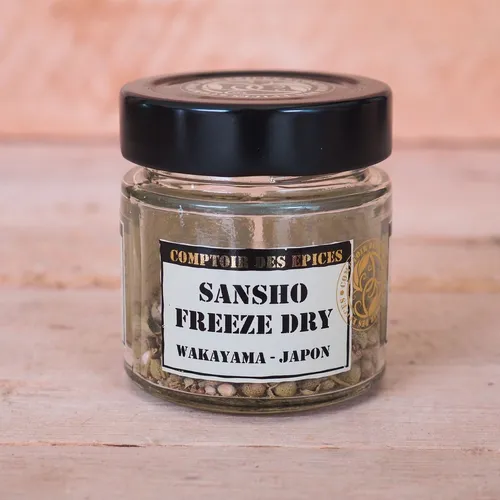 COMPTOIR DES EPICES
SANSHO
FREEZE DRY
WAKAYAMA - JAPON